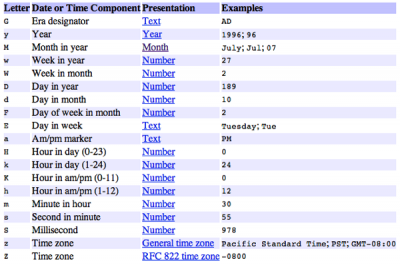 Letter Date or Time Component Presentation Examples
G Era designator Text AD
y Year Year 1996; 96
M Month in year Month July; Jul; 07
w Week in year Number 27
W Week in month Number 2
D Day in year Number 189
d Day in month Number 10
F Day of week in month Number 2
E Day in week Text Tuesday; Tue
a Am/pm marker Text PM
H Hour in day (0-23) Number 0
k Hour in day (1-24) Number 24
K Hour in am/pm (0-11) Number 0
h Hour in am/pm (1-12) Number 12
m Minute in hour Number 30
s Second in minute Number 55
S Millisecond Number 978
z Time zone General time zone Pacific Standard Time; PST; GMT-08:00
Z Time zone RFC 822 time zone -0800